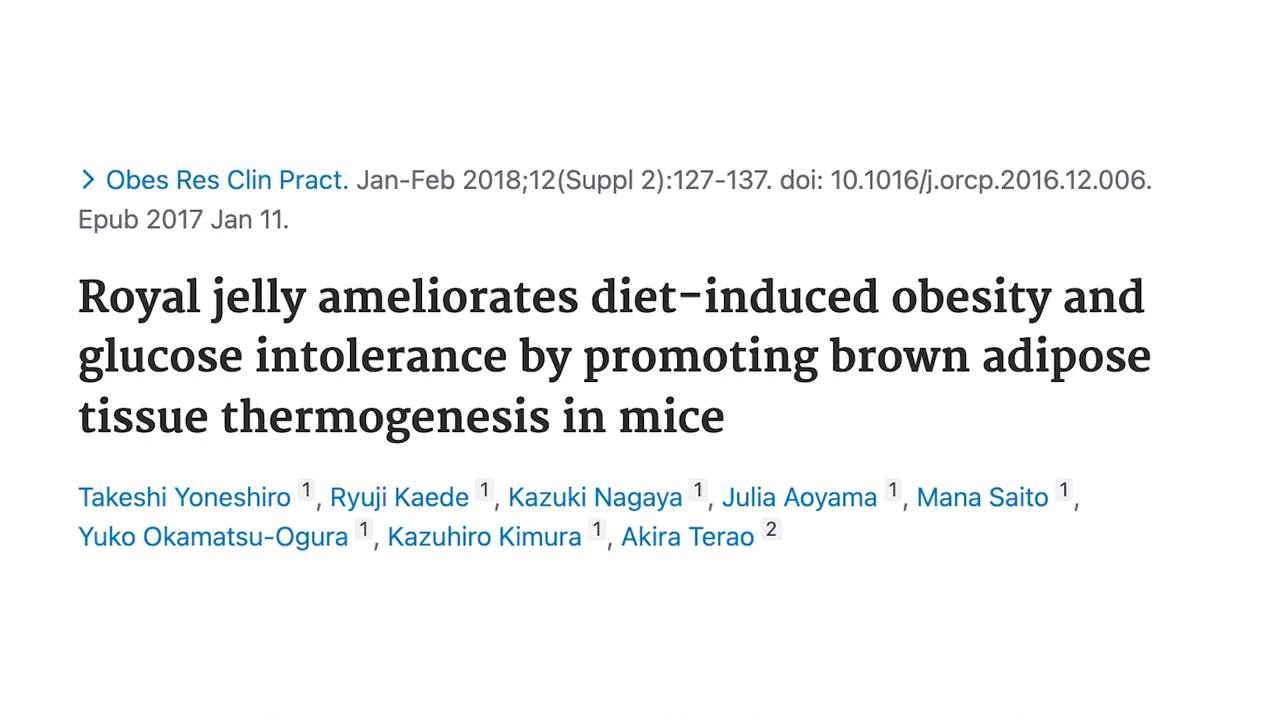 > Obes Res Clin Pract. Jan-Feb 2018;12(Suppl 2):127-137. doi: 10.1016/j.orcp.2016.12.006.
Epub 2017 Jan 11.
Royal jelly ameliorates diet-induced obesity and
glucose intolerance by promoting brown adipose
tissue thermogenesis in mice
Takeshi Yoneshiro 1, Ryuji Kaede 1, Kazuki Nagaya 1, Julia Aoyama 1, Mana Saito 1,
Yuko Okamatsu-Ogura 1, Kazuhiro Kimura 1, Akira Terao 2